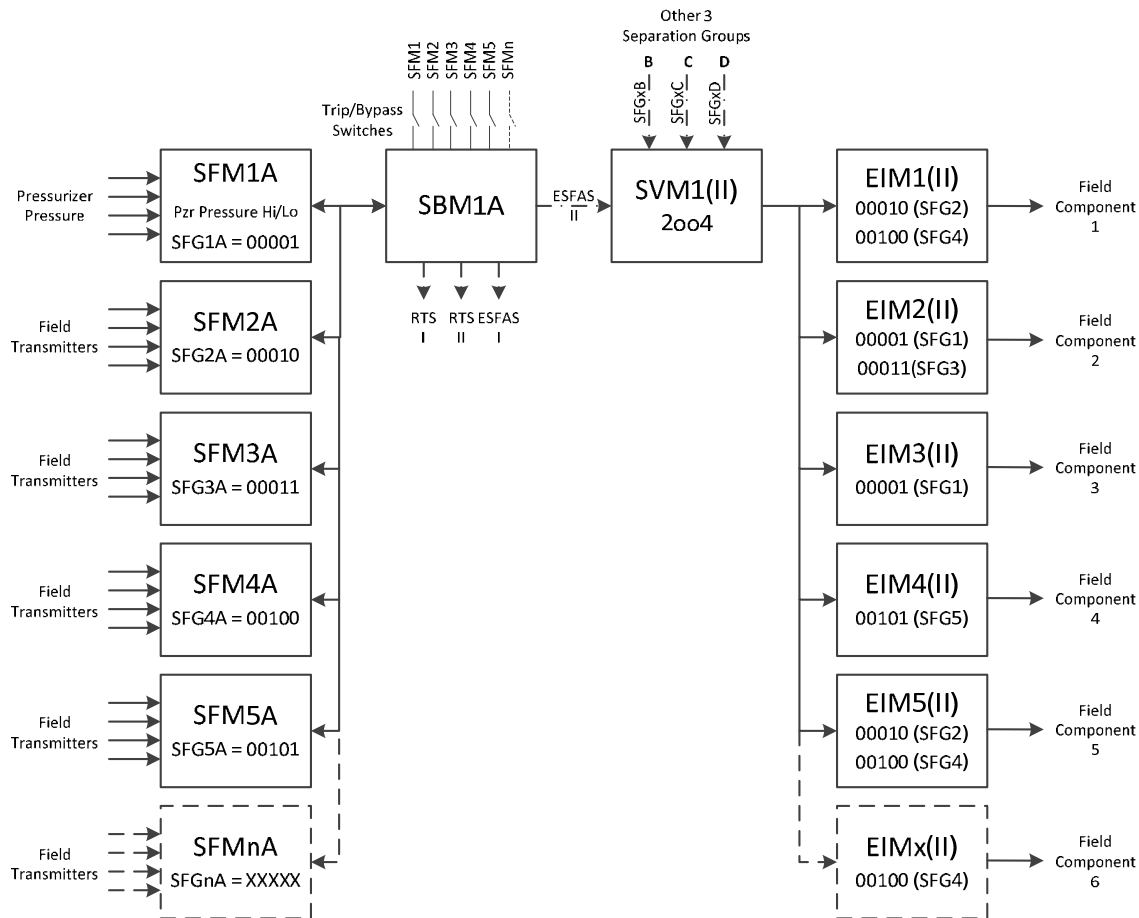 Other 3
Separation Groups
B C D
SFGxB SFGxC SFGxD
SFM1 SFM2 SFM3 SFM4 SFM5 SFMn
Trip/Bypass
Switches
Pressurizer
Pressure
SFM1A
Pzr Pressure Hi/Lo
SFG1A = 00001
SBM1A
ESFAS
II
SVM1(II)
2oo4
EIM1(II)
00010 (SFG2)
00100 (SFG4)
Field
Component
1
RTS
I
RTS
II
ESFAS
I
Field
Transmitters
SFM2A
SFG2A = 00010
EIM2(II)
00001 (SFG1)
00011(SFG3)
Field
Component
2
Field
Transmitters
SFM3A
SFG3A = 00011
EIM3(II)
00001 (SFG1)
Field
Component
3
Field
Transmitters
SFM4A
SFG4A = 00100
EIM4(II)
00101 (SFG5)
Field
Component
4
Field
Transmitters
SFM5A
SFG5A = 00101
EIM5(II)
00010 (SFG2)
00100 (SFG4)
Field
Component
5
Field
Transmitters
SFMnA
SFGnA = XXXXX
EIMx(II)
00100 (SFG4)
Field
Component
6